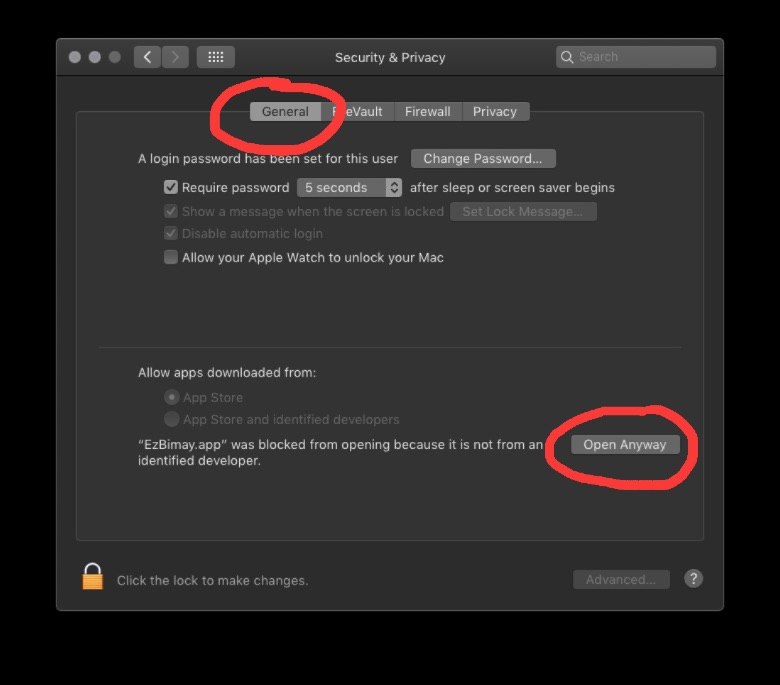 Security & Privacy
Search
General
FileVault
Firewall
Privacy
A login password has been set for this user
Change Password...
Require password
5 seconds
after sleep or screen saver begins
Show a message when the screen is locked
Set Lock Message...
Disable automatic login
Allow your Apple Watch to unlock your Mac
Allow apps downloaded from:
App Store
App Store and identified developers
“EzBimay.app” was blocked from opening because it is not from an
identified developer.
Open Anyway
Click the lock to make changes.
Advanced...
?